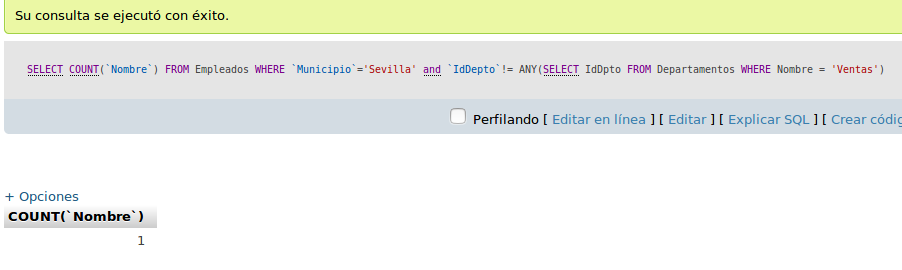 Su consulta se ejecutó con éxito.
SELECT COUNT(`Nombre`) FROM Empleados WHERE `Municipio`='Sevilla' and `IdDepto`!= ANY(SELECT IdDpto FROM Departamentos WHERE Nombre = 'Ventas')
Perfilando [ Editar en línea ] [ Editar ] [ Explicar SQL ] [ Crear códig
+ Opciones
COUNT(`Nombre`)
1